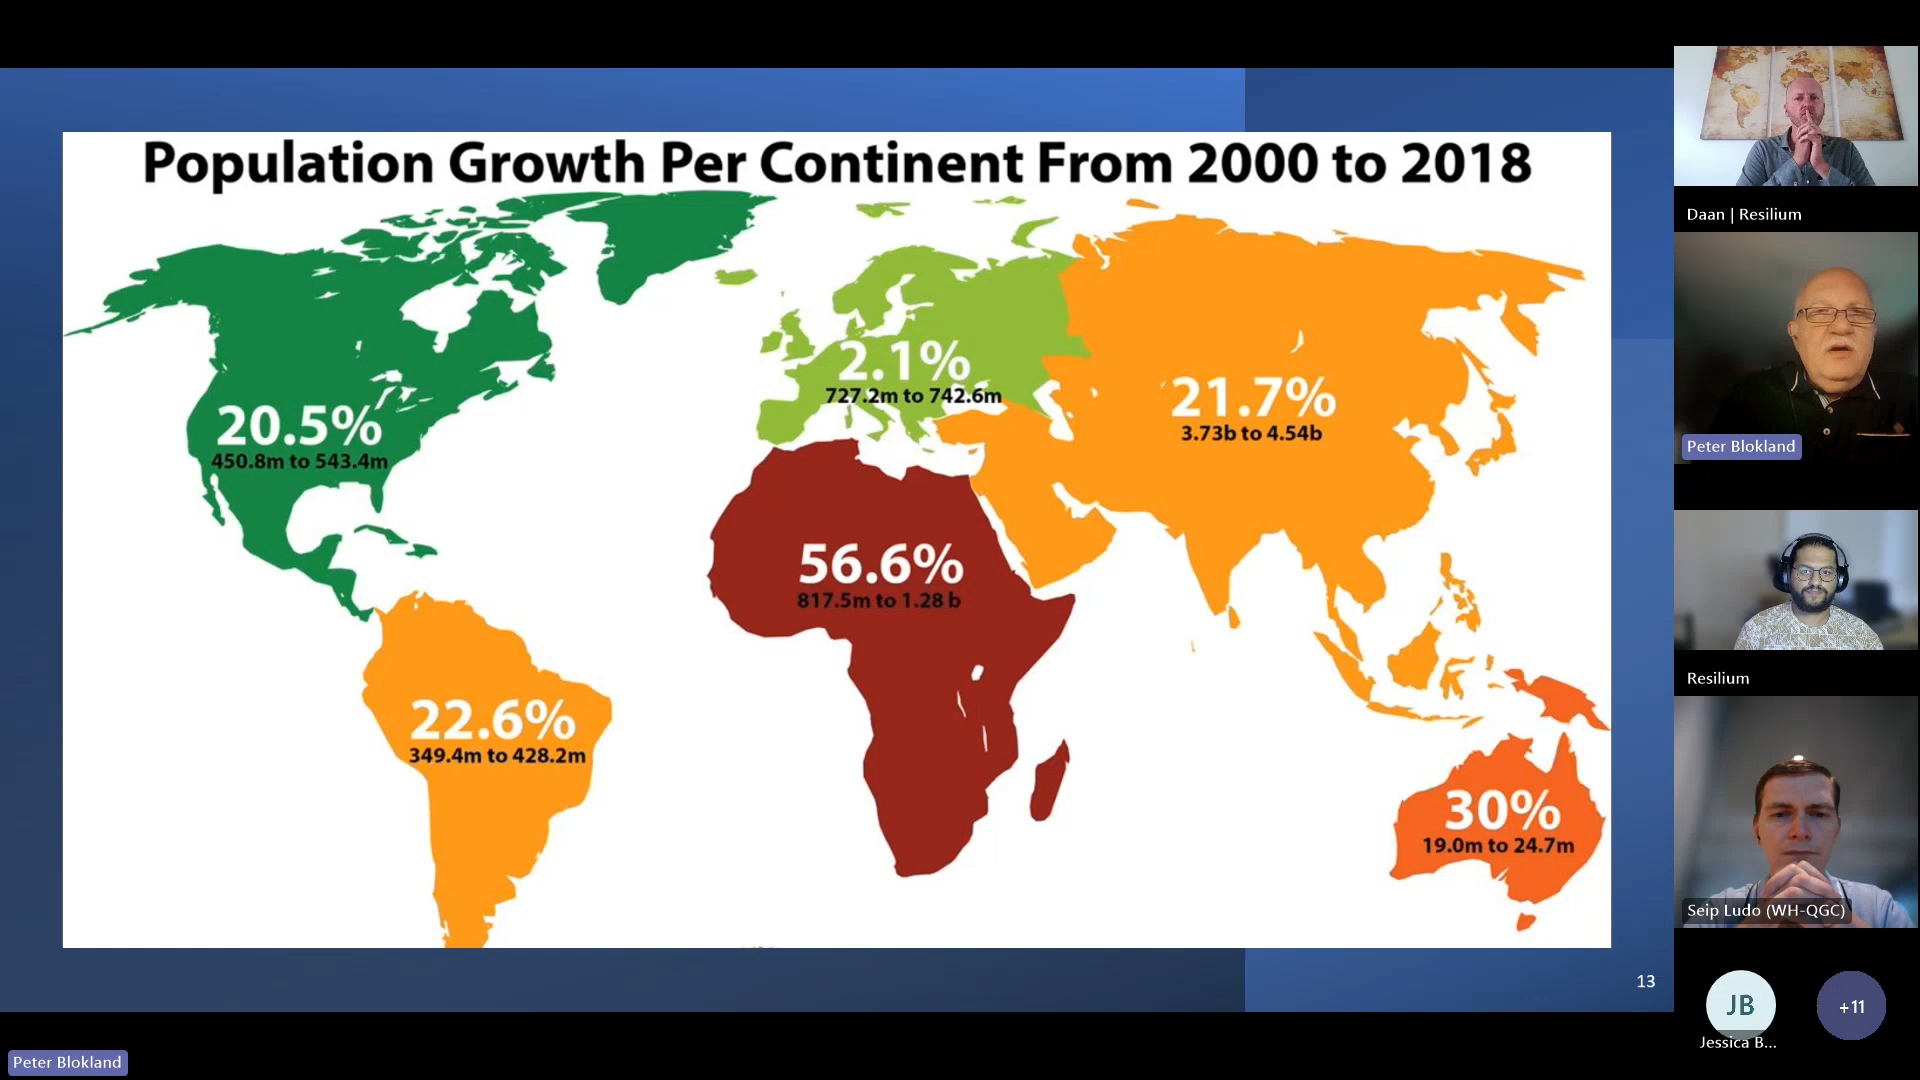 Population Growth Per Continent From 2000 to 2018
20.5%
450.8m to 543.4m
2.1%
727.2m to 742.6m
21.7%
3.73b to 4.54b
56.6%
817.5m to 1.28 b
22.6%
349.4m to 428.2m
30%
19.0m to 24.7m
13
Peter Blokland
Daan | Resilium
Peter Blokland
Resilium
Seip Ludo (WH-QGC)
JB
+11
Jessica B...